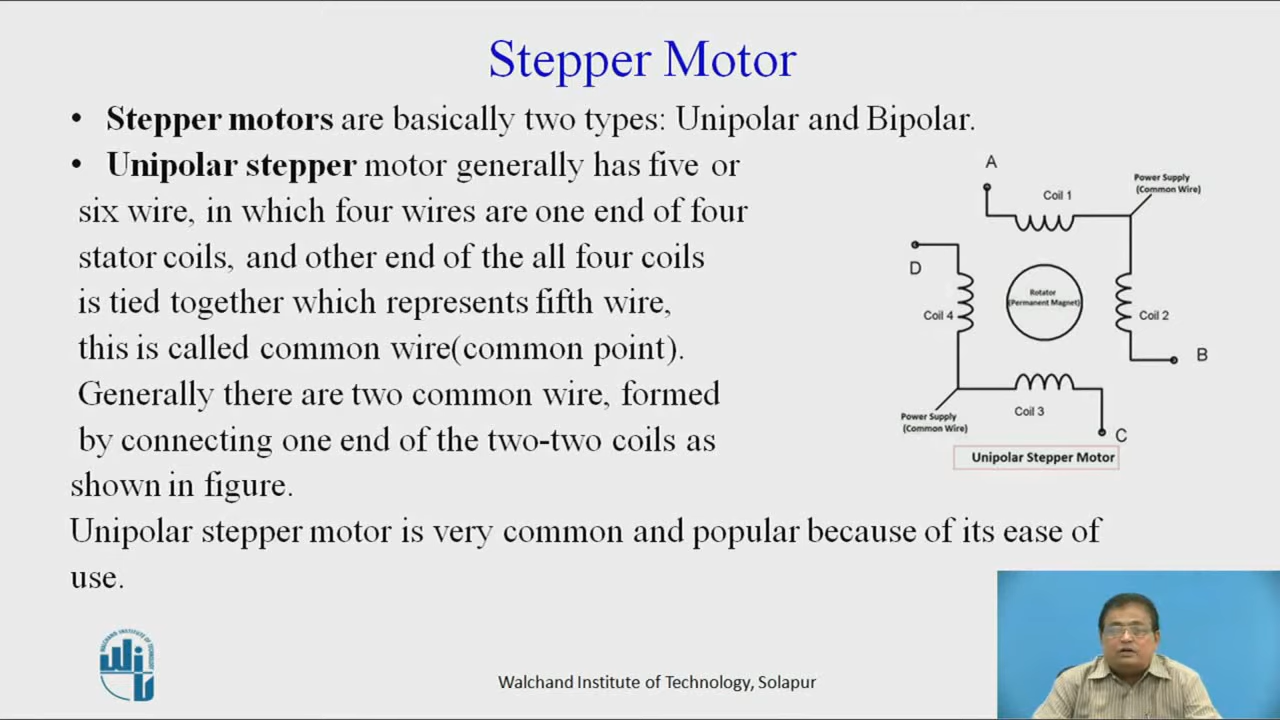 Stepper Motor
• Stepper motors are basically two types: Unipolar and Bipolar.
• Unipolar stepper motor generally has five or
six wire, in which four wires are one end of four
stator coils, and other end of the all four coils
is tied together which represents fifth wire,
this is called common wire(common point).
Generally there are two common wire, formed
by connecting one end of the two-two coils as
shown in figure.
Unipolar stepper motor is very common and popular because of its ease of
use.
A
Coil 1
Power Supply
(Common Wire)
D
Rotator
(Permanent Magnet)
Coil 4
Coil 2
B
Coil 3
Power Supply
(Common Wire)
C
Unipolar Stepper Motor
WALCHAND INSTITUTE OF TECHNOLOGY
WIT
Walchand Institute of Technology, Solapur